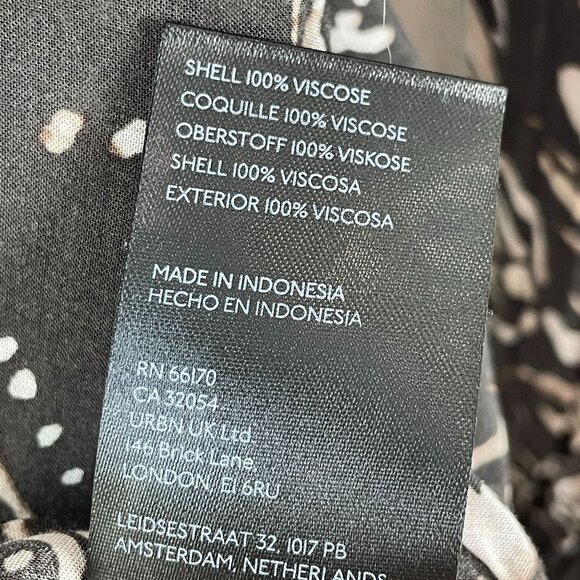 SHELL 100% VISCOSE
COQUILLE 100% VISCOSE
OBERSTOFF 100% VISKOSE
SHELL 100% VISCOSA
EXTERIOR 100% VISCOSA
MADE IN INDONESIA
HECHO EN INDONESIA
RN 66170
CA 32054
URBN UK Ltd.
146 Brick Lane,
LONDON, E1 6RU
LEIDSESTRAAT 32, 1017 PB
AMSTERDAM, NETHERLANDS